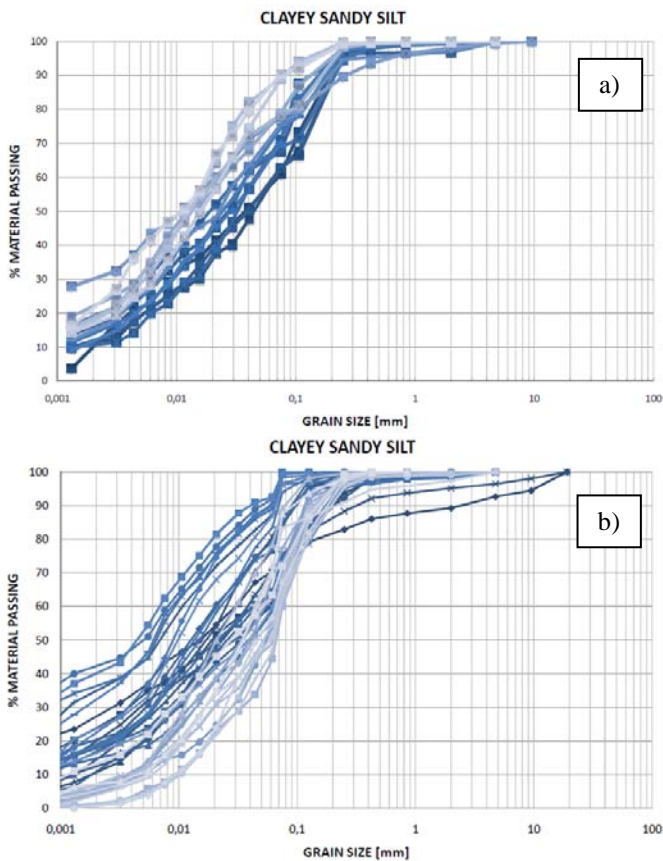 CLAYEY SANDY SILT
a)
% MATERIAL PASSING
100
90
80
70
60
50
40
30
20
10
0
0,001 0,01 0,1 1 10 100
GRAIN SIZE [mm]
CLAYEY SANDY SILT
b)
% MATERIAL PASSING
100
90
80
70
60
50
40
30
20
10
0
0,001 0,01 0,1 1 10 100
GRAIN SIZE [mm]